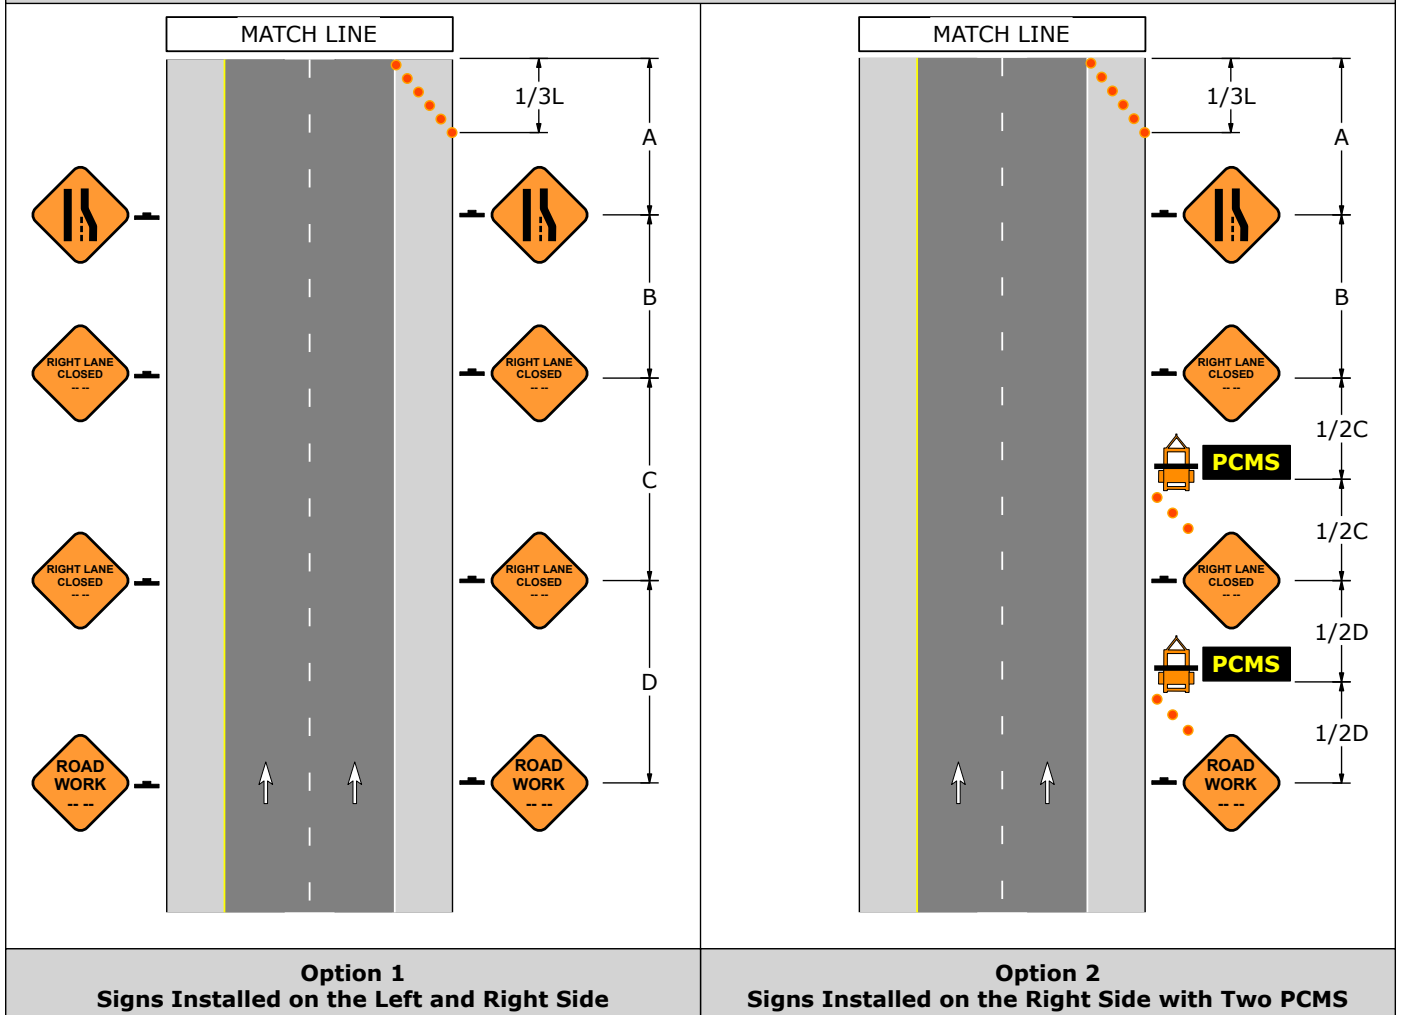 MATCH LINE
1/3L
A
B
RIGHT LANE
CLOSED
-- --
RIGHT LANE
CLOSED
-- --
C
RIGHT LANE
CLOSED
-- --
RIGHT LANE
CLOSED
-- --
D
ROAD
WORK
-- --
ROAD
WORK
-- --
Option 1
Signs Installed on the Left and Right Side
MATCH LINE
1/3L
A
B
RIGHT LANE
CLOSED
-- --
1/2C
PCMS
1/2C
RIGHT LANE
CLOSED
-- --
1/2D
PCMS
1/2D
ROAD
WORK
-- --
Option 2
Signs Installed on the Right Side with Two PCMS